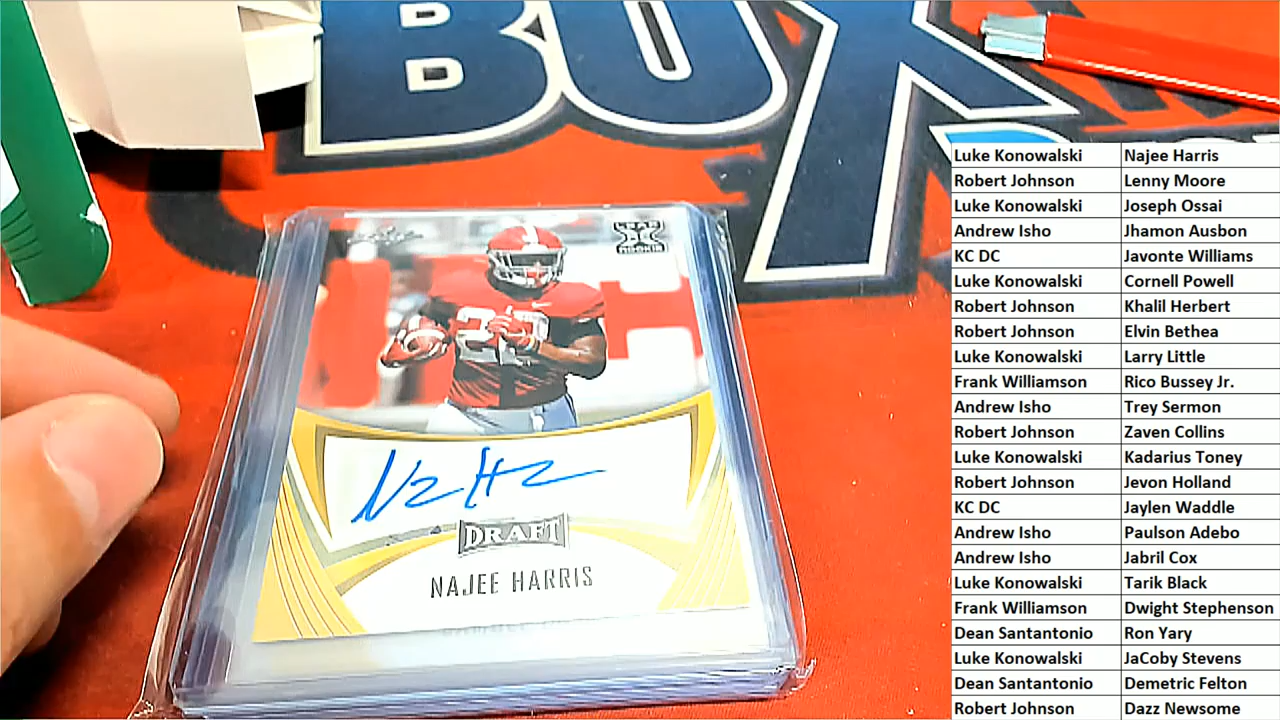 BOX
Leaf
LEAF
ROOKIE
22
DRAFT
NAJEE HARRIS
Luke Konowalski Najee Harris
Robert Johnson Lenny Moore
Luke Konowalski Joseph Ossai
Andrew Isho Jhamon Ausbon
KC DC Javonte Williams
Luke Konowalski Cornell Powell
Robert Johnson Khalil Herbert
Robert Johnson Elvin Bethea
Luke Konowalski Larry Little
Frank Williamson Rico Bussey Jr.
Andrew Isho Trey Sermon
Robert Johnson Zaven Collins
Luke Konowalski Kadarius Toney
Robert Johnson Jevon Holland
KC DC Jaylen Waddle
Andrew Isho Paulson Adebo
Andrew Isho Jabril Cox
Luke Konowalski Tarik Black
Frank Williamson Dwight Stephenson
Dean Santantonio Ron Yary
Luke Konowalski JaCoby Stevens
Dean Santantonio Demetric Felton
Robert Johnson Dazz Newsome